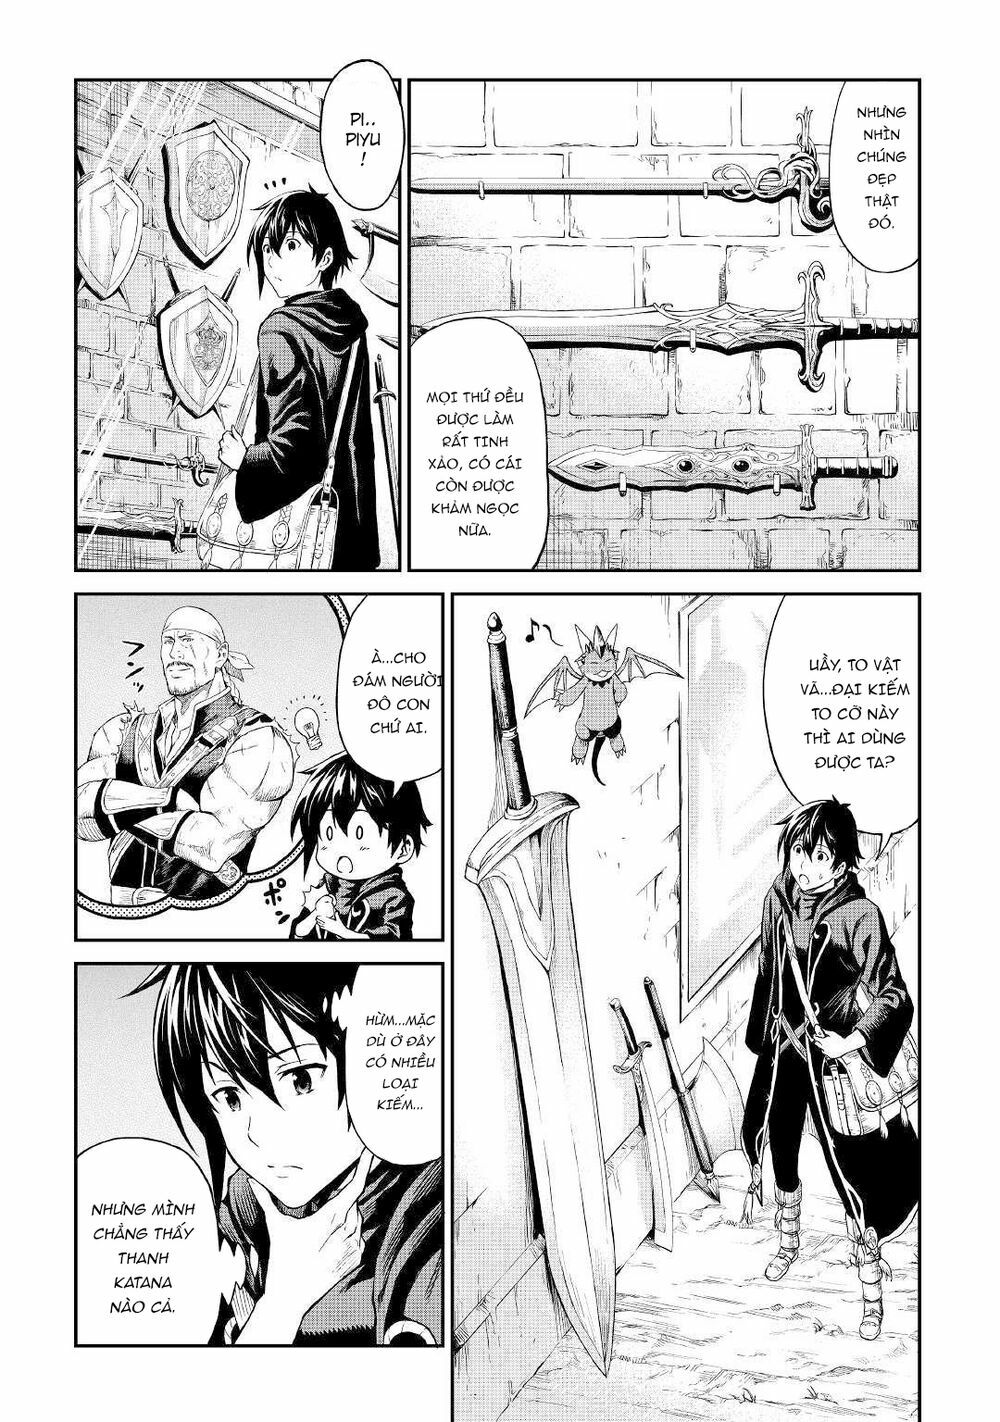 NHƯNG
NHÌN
CHÚNG
ĐẸP
THẬT
ĐÓ.
MỌI THỨ ĐỀU
ĐƯỢC LÀM
RẤT TINH
XẢO, CÓ CÁI
CÒN ĐƯỢC
KHẢM NGỌC
NỮA.
PI..
PIYU
!
UẦY, TO VẬT
VÃ...ĐẠI KIẾM
TO CỠ NÀY
THÌ AI DÙNG
ĐƯỢC TA?
À...CHO
ĐÁM NGƯỜI
ĐÔ CON
CHỨ AI.
ポン
HỪM...MẶC
DÙ Ở ĐÂY
CÓ NHIỀU
LOẠI
KIẾM...
NHƯNG MÌNH
CHẲNG THẤY
THANH
KATANA
NÀO CẢ.